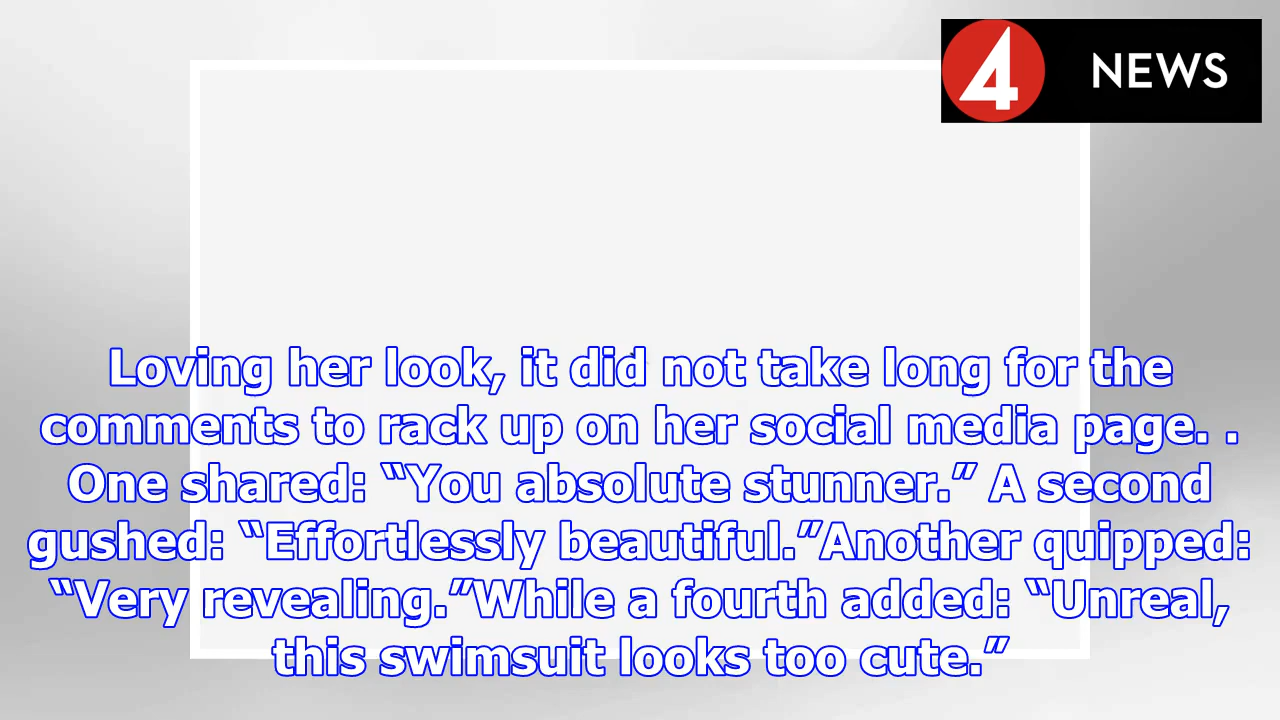 4 NEWS
Loving her look, it did not take long for the
comments to rack up on her social media page. .
One shared: “You absolute stunner.” A second
gushed: “Effortlessly beautiful.”Another quipped:
“Very revealing.”While a fourth added: “Unreal,
this swimsuit looks too cute.”